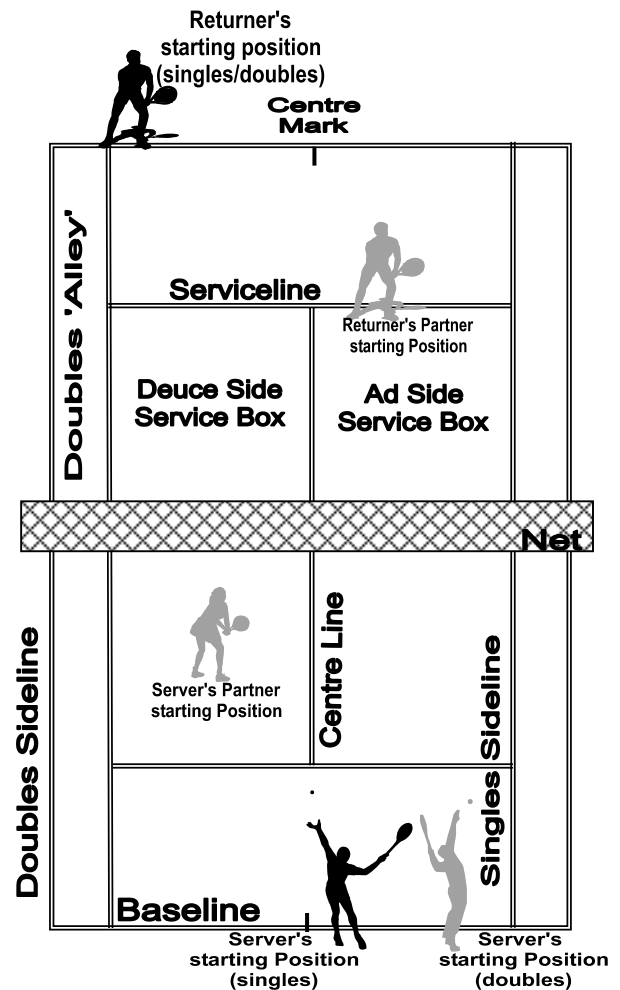 Returner's
starting position
(singles/doubles)
Centre
Mark
Doubles 'Alley'
Serviceline
Returner's Partner
starting Position
Deuce Side
Service Box
Ad Side
Service Box
Net
Server's Partner
starting Position
Centre Line
Doubles Sideline
Singles Sideline
Baseline
Server's
starting Position
(singles)
Server's
starting Position
(doubles)